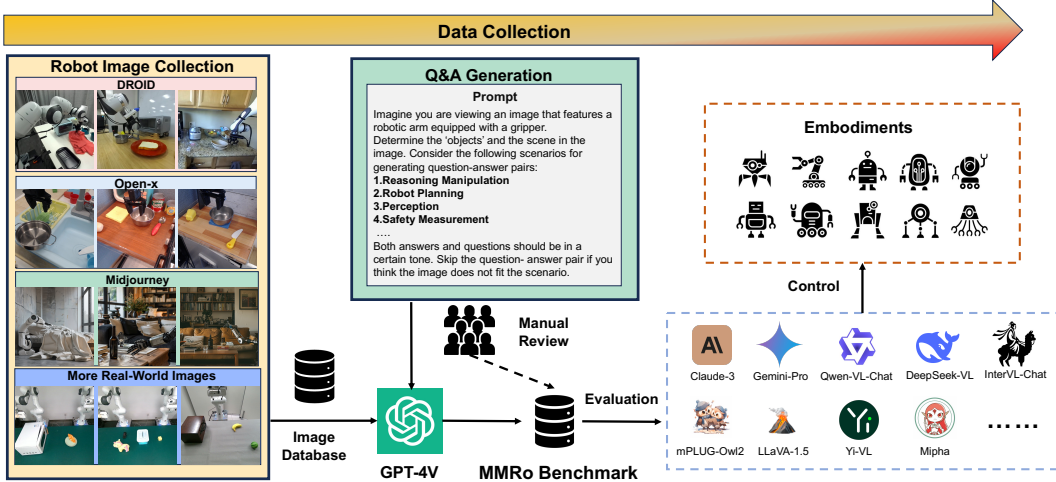 Data Collection
Robot Image Collection
DROID
Open-x
Midjourney
More Real-World Images
Image
Database
Q&A Generation
Prompt
Imagine you are viewing an image that features a
robotic arm equipped with a gripper.
Determine the 'objects' and the scene in the
image. Consider the following scenarios for
generating question-answer pairs:
1.Reasoning Manipulation
2.Robot Planning
3.Perception
4.Safety Measurement
....
Both answers and questions should be in a
certain tone. Skip the question- answer pair if you
think the image does not fit the scenario.
Manual
Review
GPT-4V
MMRo Benchmark
Evaluation
Embodiments
Control
A\
Claude-3
Gemini-Pro
Qwen-VL-Chat
DeepSeek-VL
InterVL-Chat
mPLUG-Owl2
LLaVA-1.5
Yi
Yi-VL
Mipha
……